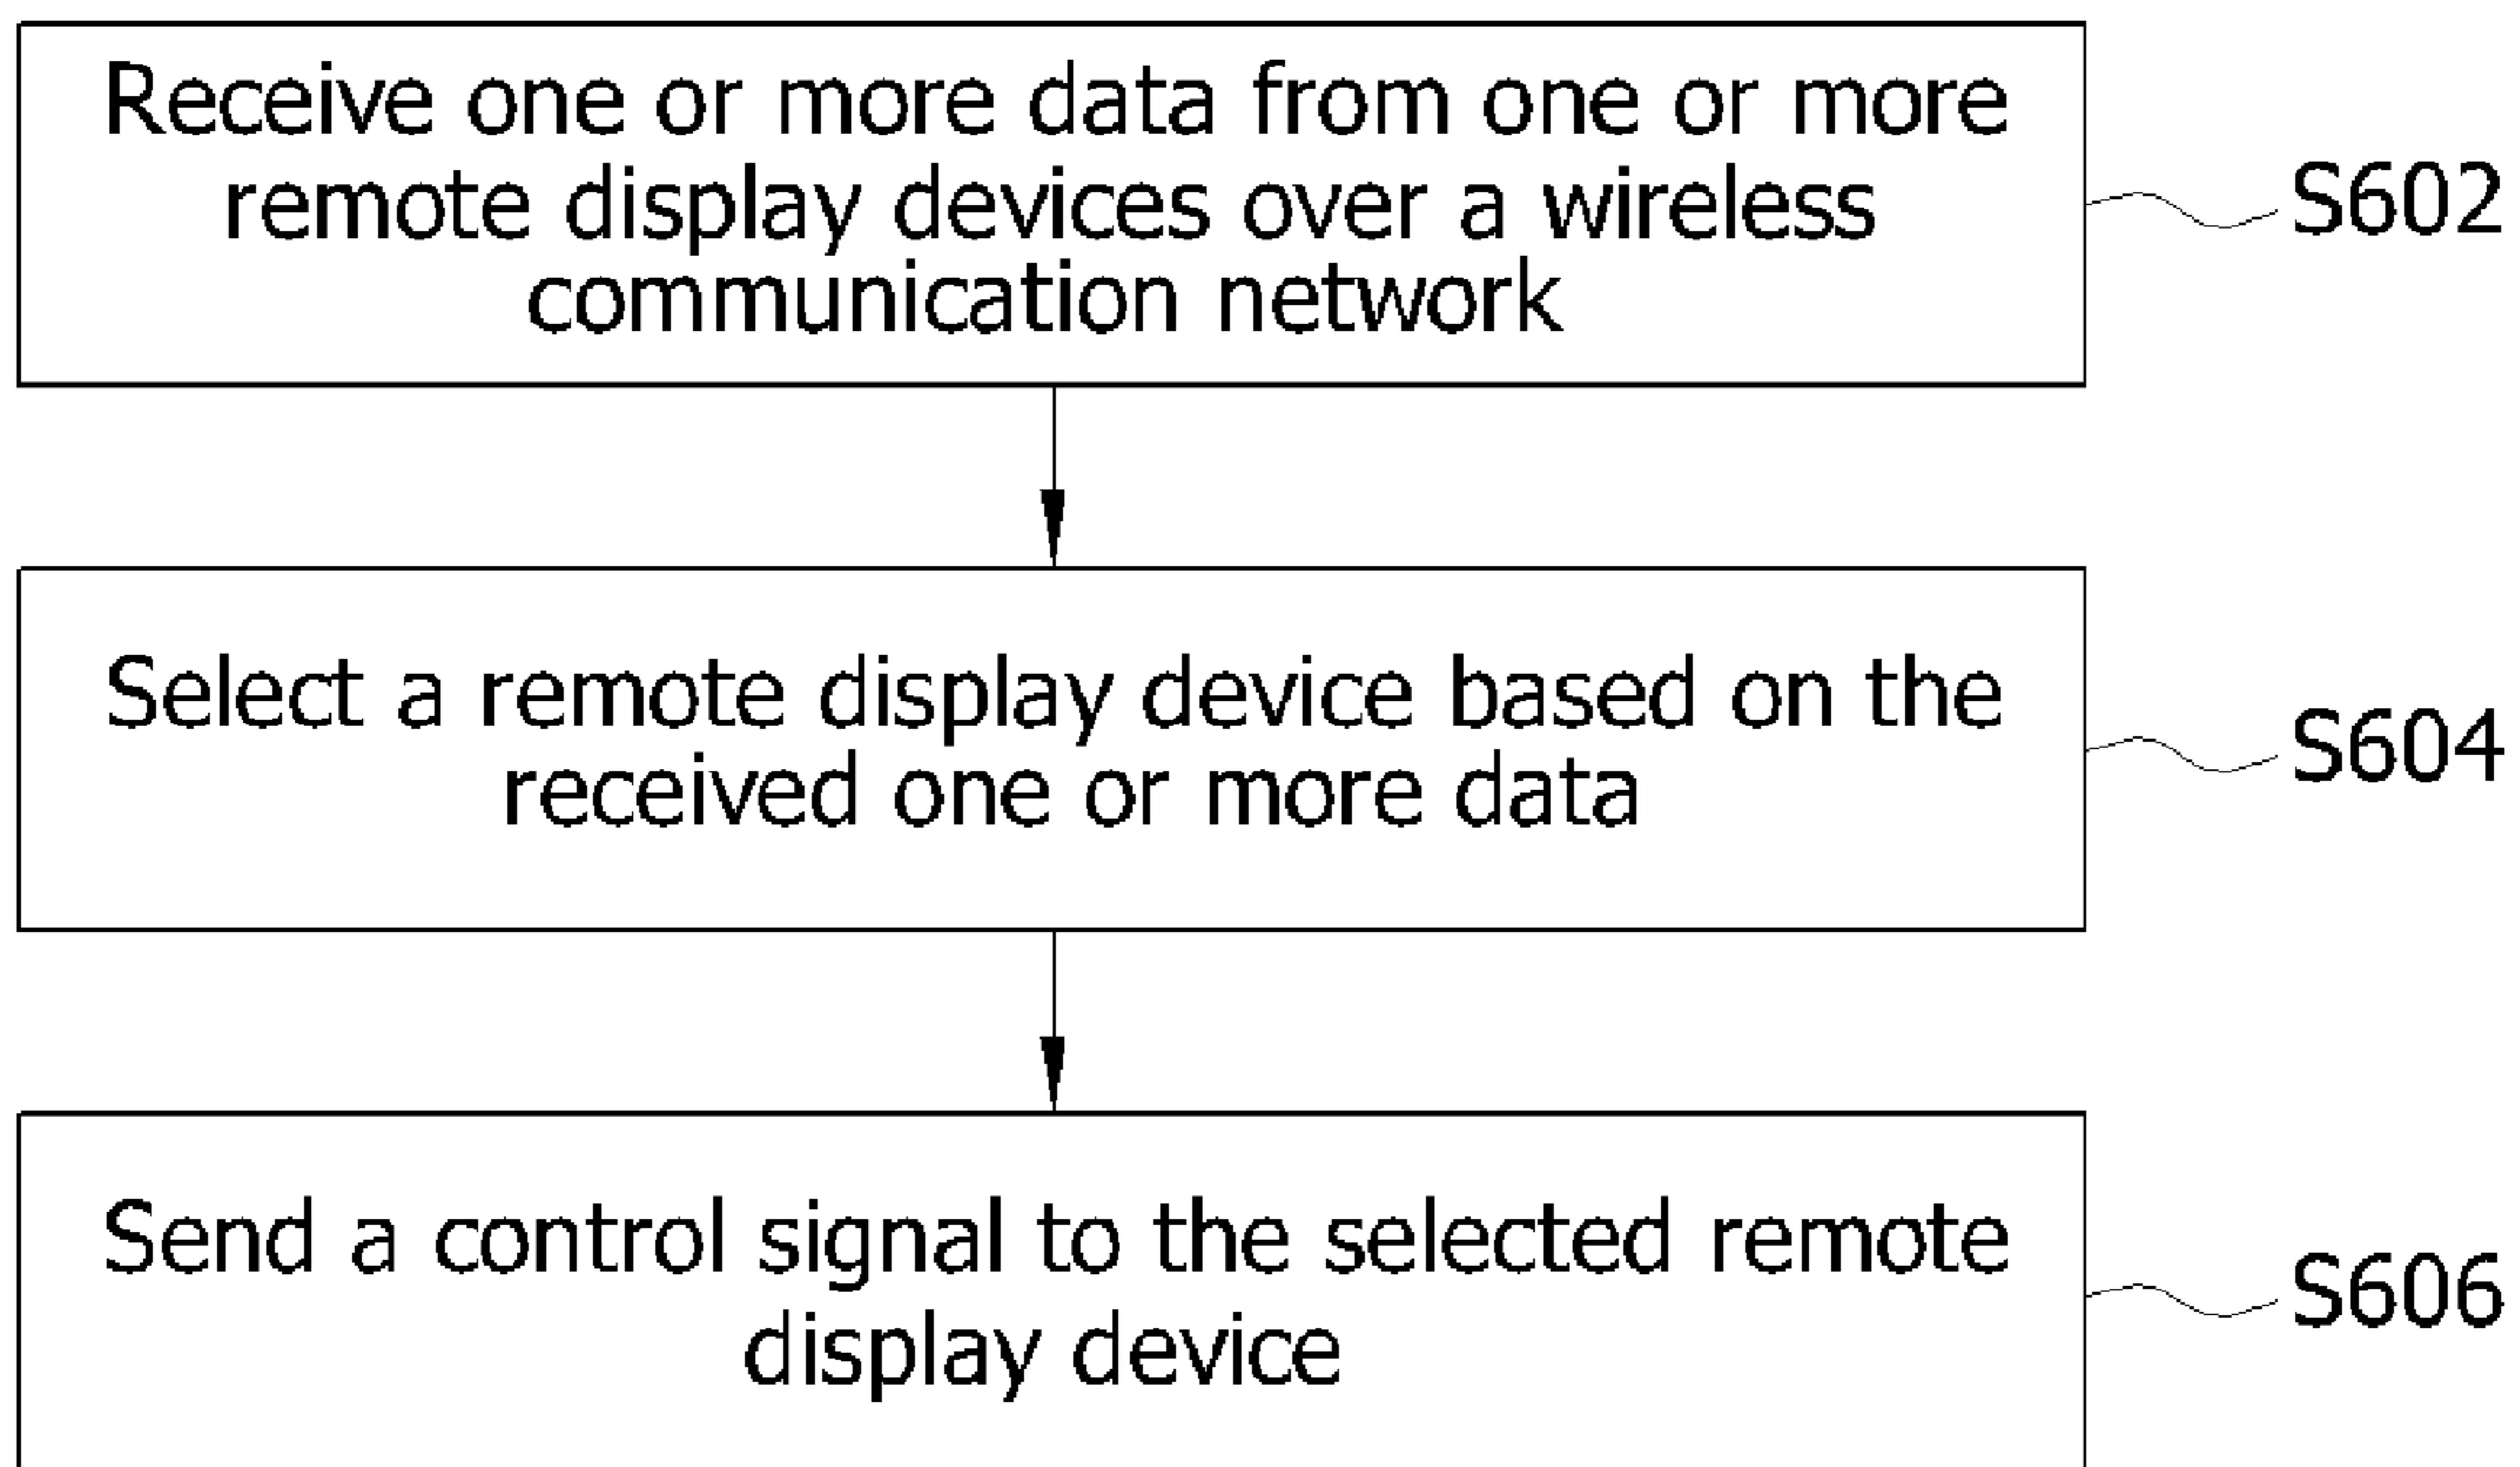 Receive one or more data from one or more
remote display devices over a wireless
communication network
S602
Select a remote display device based on the
received one or more data
S604
Send a control signal to the selected remote
display device
S606